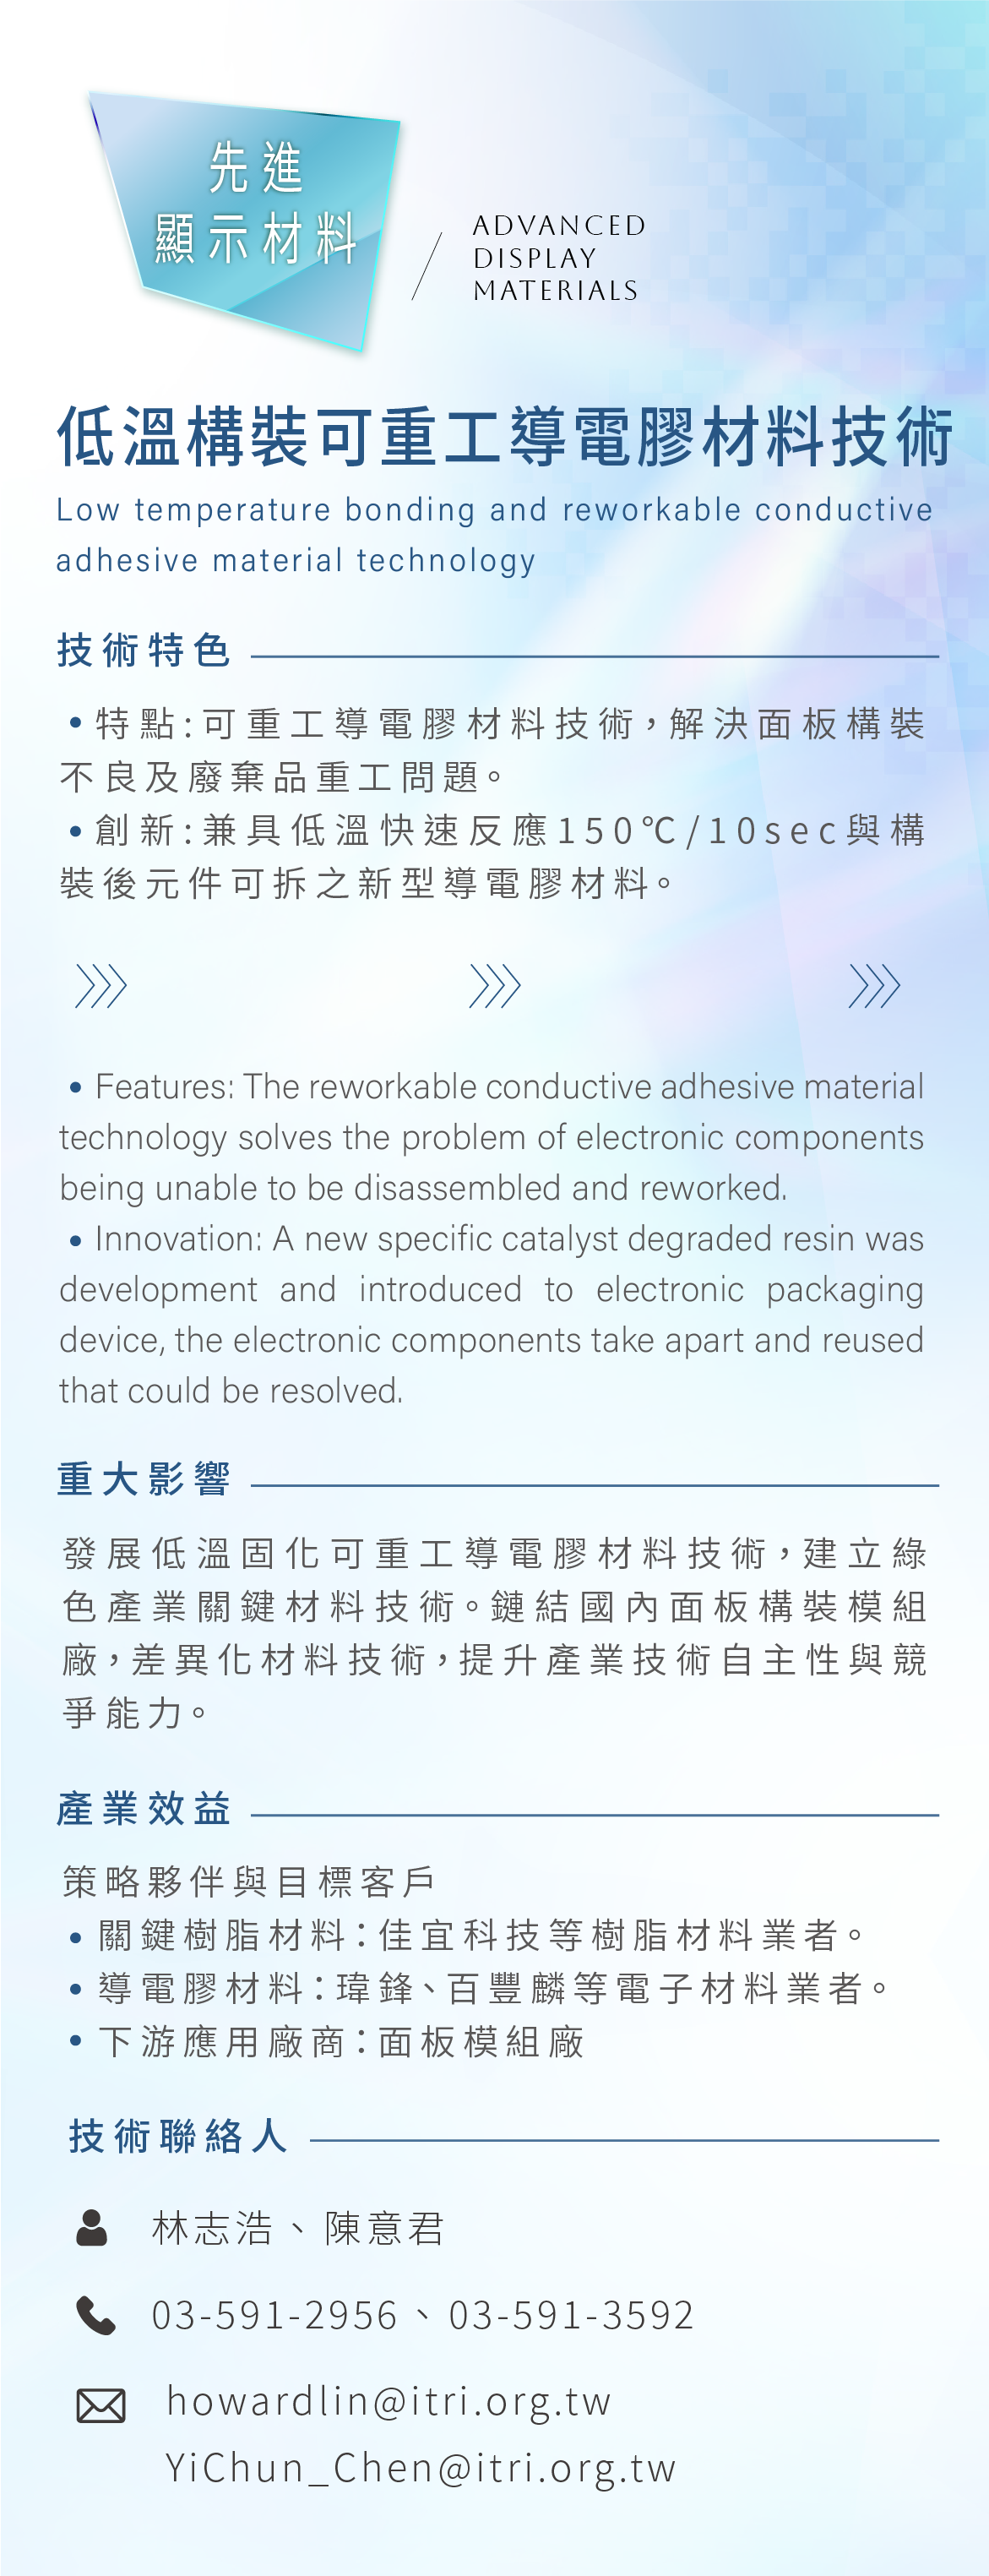 先進
顯示材料
ADVANCED
DISPLAY
MATERIALS
低溫構裝可重工導電膠材料技術
Low temperature bonding and reworkable conductive
adhesive material technology
技術特色
• 特點:可重工導電膠材料技術，解決面板構裝
不良及廢棄品重工問題。
• 創新:兼具低溫快速反應150℃/10sec與構
裝後元件可拆之新型導電膠材料。
• Features: The reworkable conductive adhesive material
technology solves the problem of electronic components
being unable to be disassembled and reworked.
• Innovation: A new specific catalyst degraded resin was
development and introduced to electronic packaging
device, the electronic components take apart and reused
that could be resolved.
重大影響
發展低溫固化可重工導電膠材料技術，建立綠
色產業關鍵材料技術。鏈結國內面板構裝模組
廠，差異化材料技術，提升產業技術自主性與競
爭能力。
產業效益
策略夥伴與目標客戶
• 關鍵樹脂材料：佳宜科技等樹脂材料業者。
• 導電膠材料：瑋鋒、百豐麟等電子材料業者。
• 下游應用廠商：面板模組廠
技術聯絡人
林志浩、陳意君
03-591-2956、03-591-3592
howardlin@itri.org.tw
YiChun_Chen@itri.org.tw